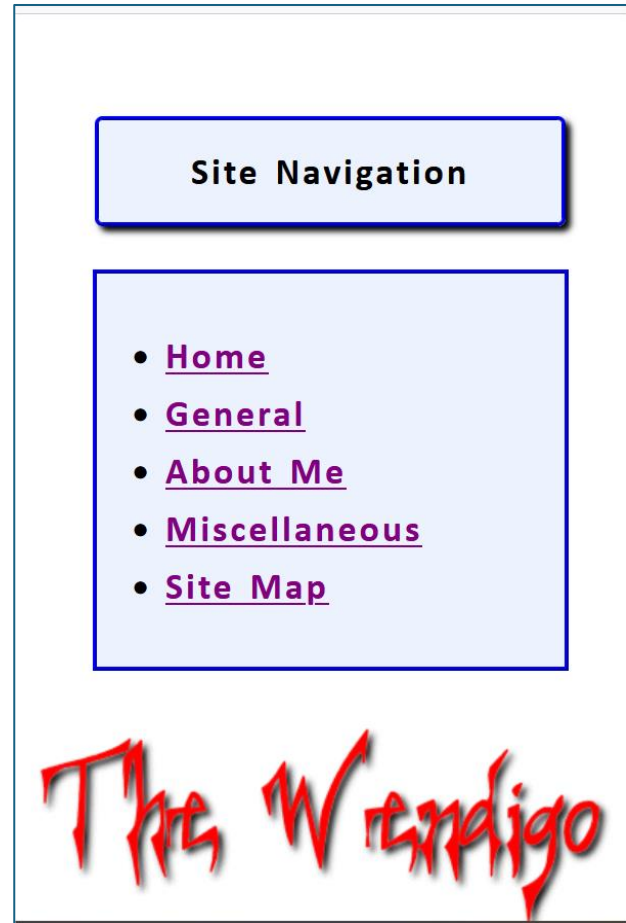 Site Navigation
Home
General
About Me
Miscellaneous
Site Map
The Wendigo